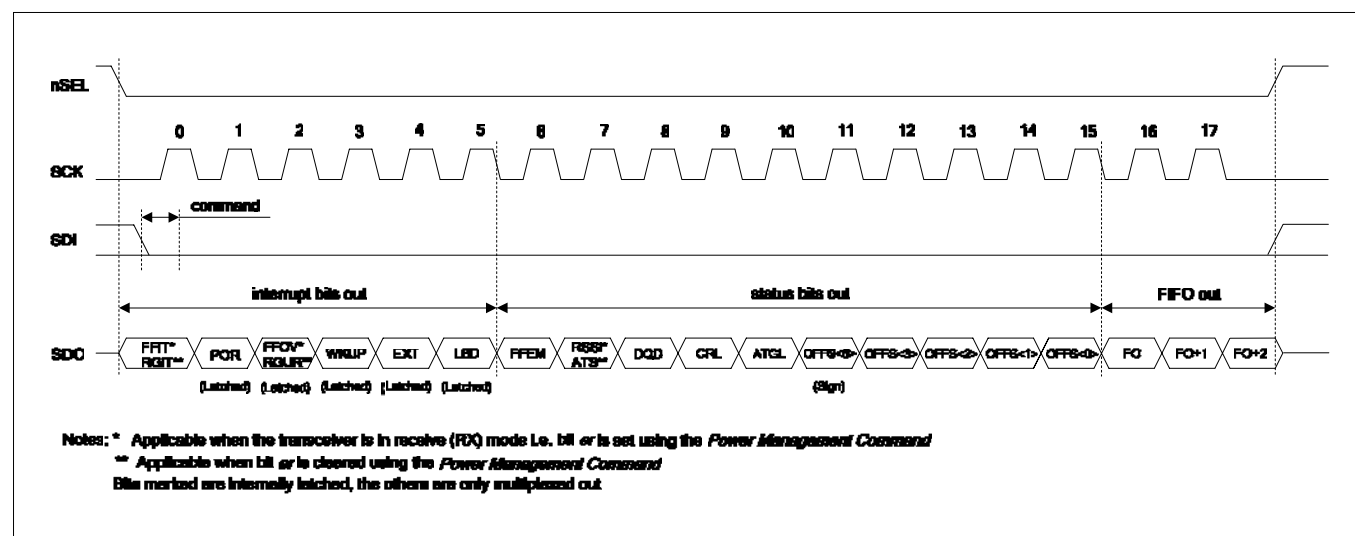 nSEL
0 1 2 3 4 5 6 7 8 9 10 11 12 13 14 15 16 17
SCK
command
SDI
interrupt bits out status bits out FIFO out
SDO
FFIT* RGIT** POR FFOV* RGUR** WKUP EXT LBD FFEM RSSI* ATS** DQD CRL ATGL OFFS<6> OFFS<3> OFFS<2> OFFS<1> OFFS<0> FO FO+1 FO+2
(Latched) (Latched) (Latched) (Latched) (Latched) (Sign)
Notes: * Applicable when the transceiver is in receive (RX) mode i.e. bit er is set using the Power Management Command
** Applicable when bit er is cleared using the Power Management Command
Bits marked are internally latched, the others are only multiplexed out